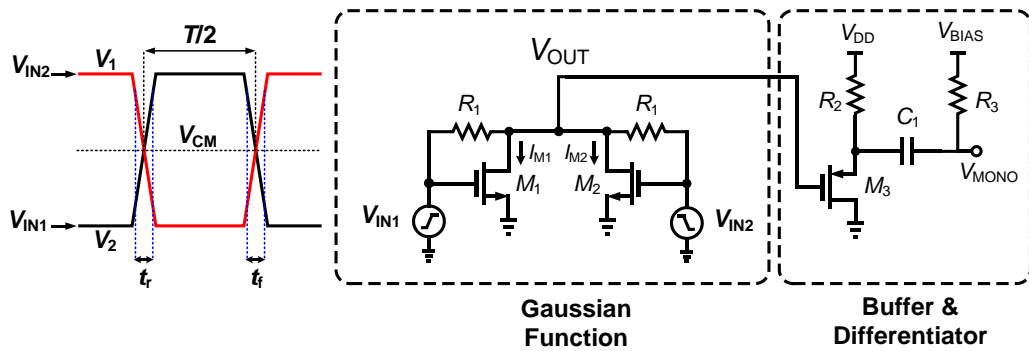 T/2
V_IN2
V_1
V_CM
V_IN1
V_2
t_r
t_f
V_OUT
R_1
R_1
I_M1
I_M2
M_1
M_2
V_IN1
V_IN2
Gaussian
Function
V_DD
V_BIAS
R_2
C_1
R_3
M_3
V_MONO
Buffer &
Differentiator